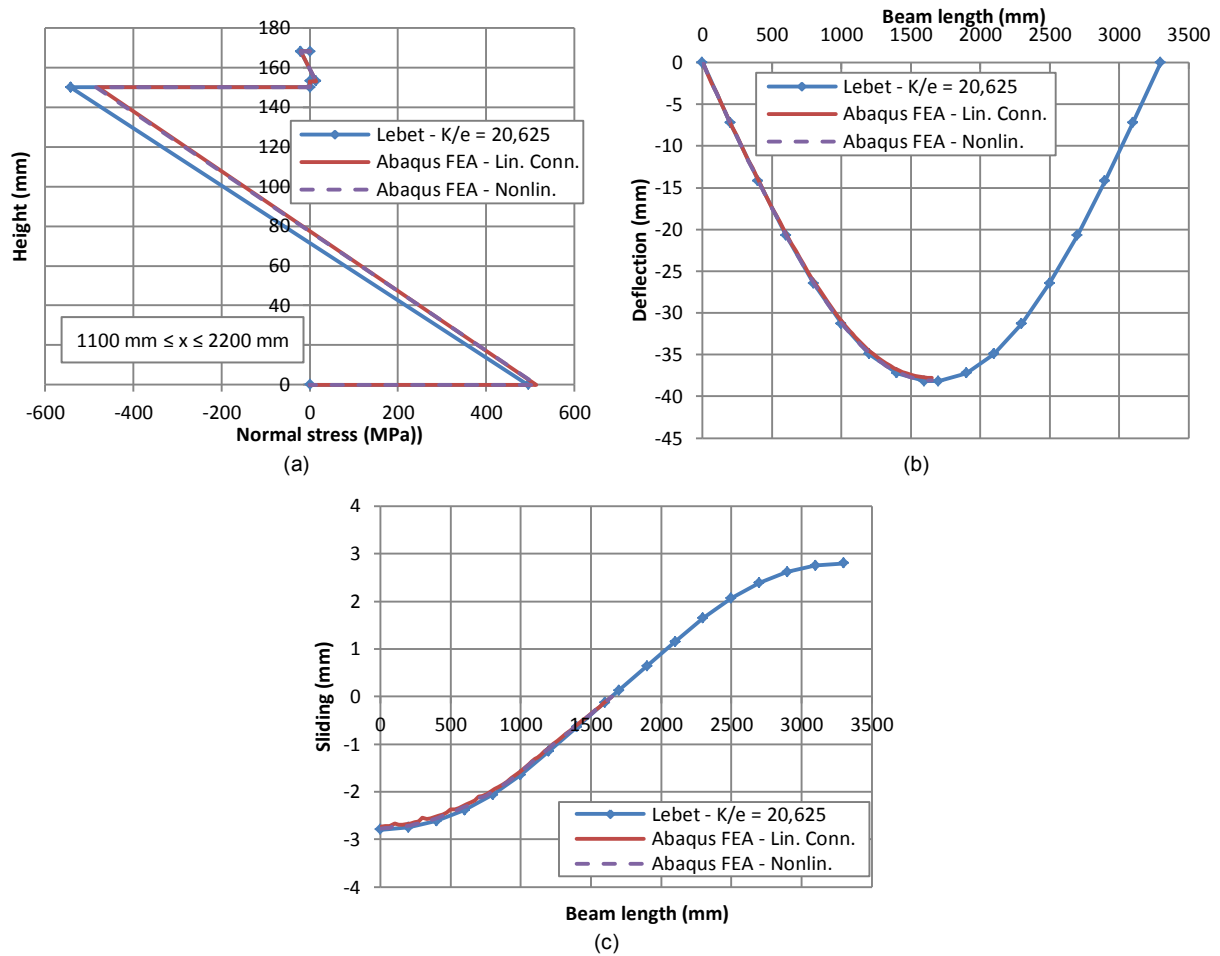 180
160
140
120
100
80
60
40
20
0
Height (mm)
Lebet - K/e = 20,625
Abaqus FEA - Lin. Conn.
Abaqus FEA - Nonlin.
1100 mm ≤ x ≤ 2200 mm
-600 -400 -200 0 200 400 600
Normal stress (MPa))
(a)
Beam length (mm)
0 500 1000 1500 2000 2500 3000 3500
0
-5
-10
-15
-20
-25
-30
-35
-40
-45
Deflection (mm)
Lebet - K/e = 20,625
Abaqus FEA - Lin. Conn.
Abaqus FEA - Nonlin.
(b)
4
3
2
1
0
-1
-2
-3
-4
Sliding (mm)
0 500 1000 1500 2000 2500 3000 3500
Lebet - K/e = 20,625
Abaqus FEA - Lin. Conn.
Abaqus FEA - Nonlin.
Beam length (mm)
(c)